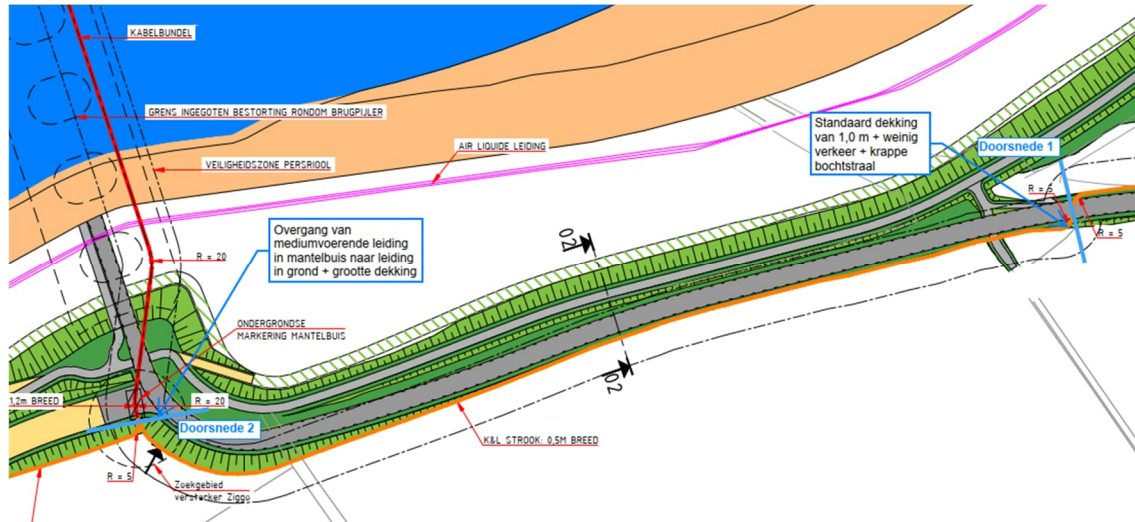 KABELBUNDEL
GRENS INGEGOTEN BESTORTING RONDOM BRUGPIJLER
VEILIGHEIDSZONE PERSRIOOL
AIR LIQUIDE LEIDING
Standaard dekking
van 1,0 m + weinig
verkeer + krappe
bochtstraal
Doorsnede 1
R = 5
R = 5
Overgang van
mediumvoerende leiding
in mantelbuis naar leiding
in grond + grootte dekking
R = 20
02
ONDERGRONDSE
MARKERING MANTELBUIS
02
1,2m BREED
R = 20
Doorsnede 2
K&L STROOK: 0,5M BREED
R = 5
Zoekgebied
versterker Ziggo